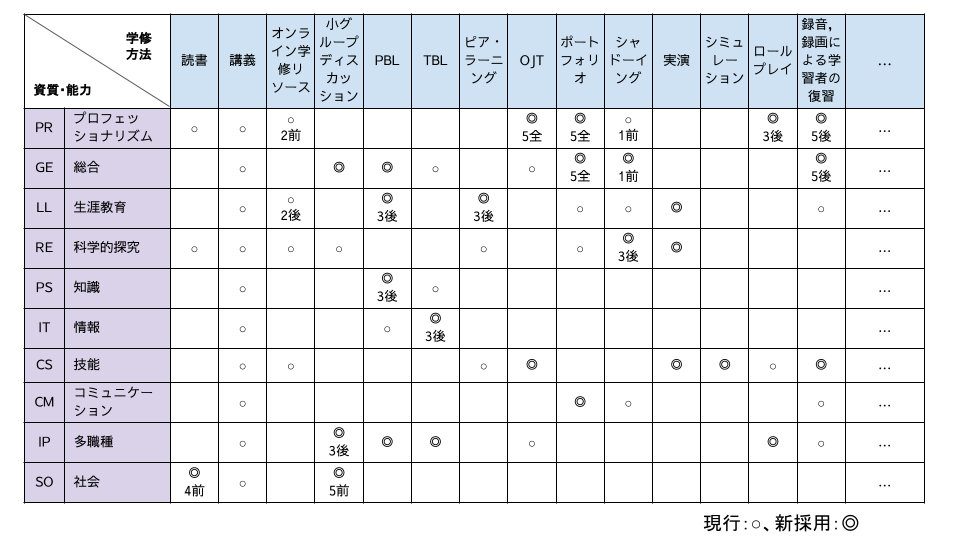 学修
方法
資質・能力
読書
講義
オンラ
イン学
修リ
ソース
小グ
ループ
ディス
カッ
ション
PBL
TBL
ピア・
ラーニ
ング
OJT
ポート
フォリ
オ
シャ
ドーイ
ング
実演
シミュ
レー
ション
ロール
プレイ
録音，
録画に
よる学
習者の
復習
…
PR プロフェッ
ショナリズム
○ ○ ○ ◎ ◎ ○ ◎ ◎ …
2前 5全 5全 1前 3後 5後
GE 総合 ○ ◎ ◎ ○ ○ ◎ ◎ ◎ …
5全 1前 5後
LL 生涯教育 ○ ○ ◎ ◎ ○ ○ ◎ ○ …
2後 3後 3後
RE 科学的探究 ○ ○ ○ ○ ○ ○ ◎ ◎ …
3後
PS 知識 ○ ◎ ○ …
3後
IT 情報 ○ ○ ◎ …
3後
CS 技能 ○ ○ ○ ◎ ◎ ◎ ○ ◎ …
CM コミュニケー
ション
○ ◎ ○ ○ …
IP 多職種 ○ ◎ ◎ ◎ ○ ◎ ○ …
3後
SO 社会 ◎ ○ ◎ …
4前 5前
現行：○、新採用：◎